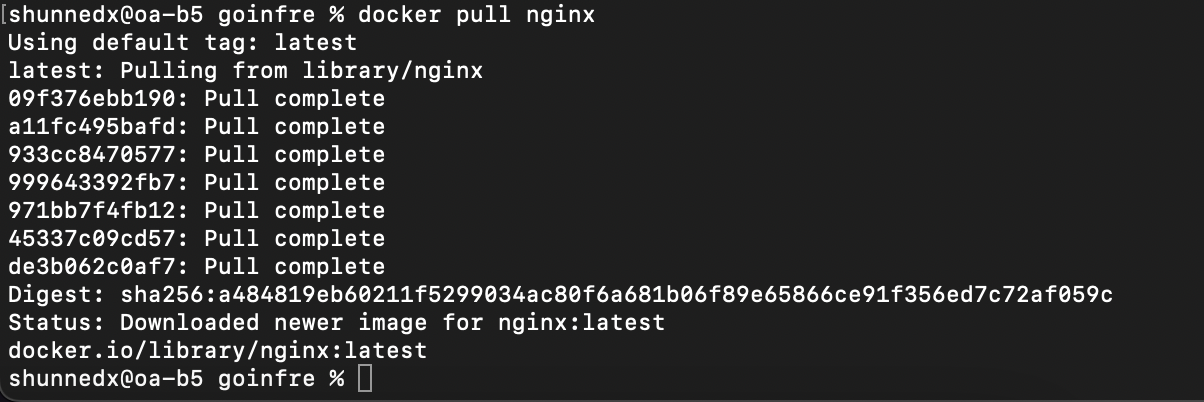 [shunnedx@oa-b5 goinfre % docker pull nginx
Using default tag: latest
latest: Pulling from library/nginx
09f376ebb190: Pull complete
a11fc495bafd: Pull complete
933cc8470577: Pull complete
999643392fb7: Pull complete
971bb7f4fb12: Pull complete
45337c09cd57: Pull complete
de3b062c0af7: Pull complete
Digest: sha256:a484819eb60211f5299034ac80f6a681b06f89e65866ce91f356ed7c72af059c
Status: Downloaded newer image for nginx:latest
docker.io/library/nginx:latest
shunnedx@oa-b5 goinfre %